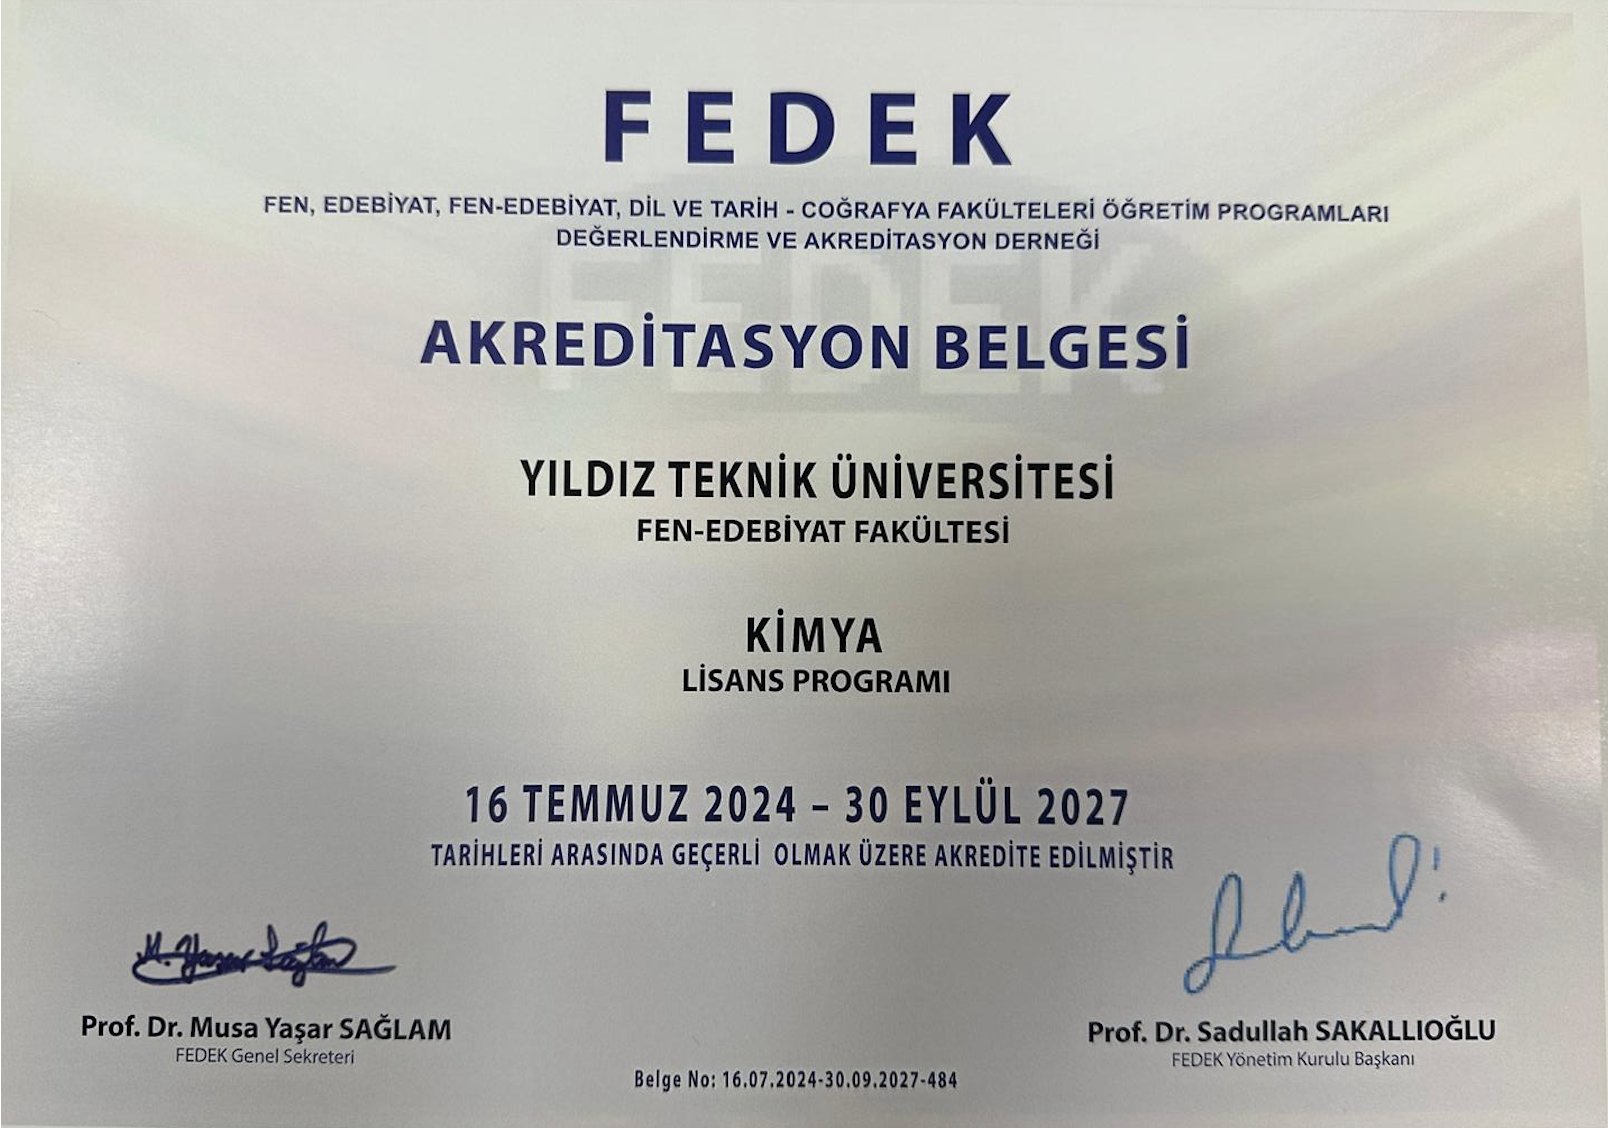 FEDEK
FEN, EDEBİYAT, FEN-EDEBİYAT, DİL VE TARİH - COĞRAFYA FAKÜLTELERİ ÖĞRETİM PROGRAMLARI
DEĞERLENDİRME VE AKREDİTASYON DERNEĞİ
FEDEK
AKREDİTASYON BELGESİ
YILDIZ TEKNİK ÜNİVERSİTESİ
FEN-EDEBİYAT FAKÜLTESİ
KİMYA
LİSANS PROGRAMI
16 TEMMUZ 2024 – 30 EYLÜL 2027
TARİHLERİ ARASINDA GEÇERLİ OLMAK ÜZERE AKREDİTE EDİLMİŞTİR
M. Yaşar Sağlam
Prof. Dr. Musa Yaşar SAĞLAM
FEDEK Genel Sekreteri
Prof. Dr. Sadullah SAKALLIOĞLU
FEDEK Yönetim Kurulu Başkanı
Belge No: 16.07.2024-30.09.2027-484